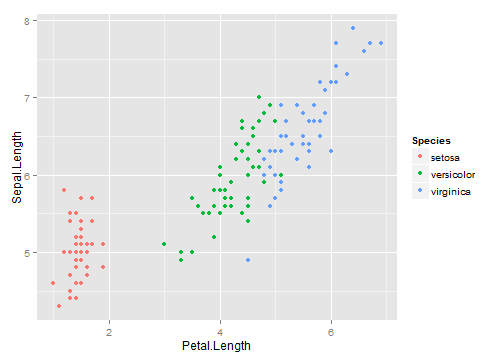 8
7
6
5
Sepal.Length
2 4 6
Petal.Length
Species
setosa
versicolor
virginica